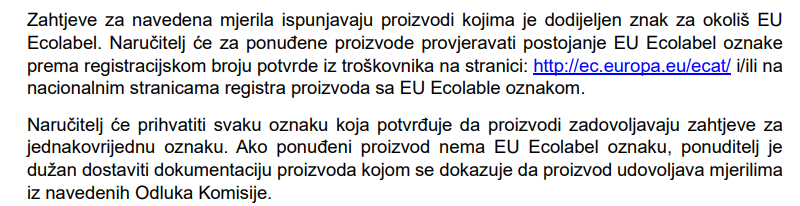 Zahtjeve za navedena mjerila ispunjavaju proizvodi kojima je dodijeljen znak za okoliš EU
Ecolabel. Naručitelj će za ponuđene proizvode provjeravati postojanje EU Ecolabel oznake
prema registracijskom broju potvrde iz troškovnika na stranici: http://ec.europa.eu/ecat/ i/ili na
nacionalnim stranicama registra proizvoda sa EU Ecolable oznakom.
Naručitelj će prihvatiti svaku oznaku koja potvrđuje da proizvodi zadovoljavaju zahtjeve za
jednakovrijednu oznaku. Ako ponuđeni proizvod nema EU Ecolabel oznaku, ponuditelj je
dužan dostaviti dokumentaciju proizvoda kojom se dokazuje da proizvod udovoljava mjerilima
iz navedenih Odluka Komisije.